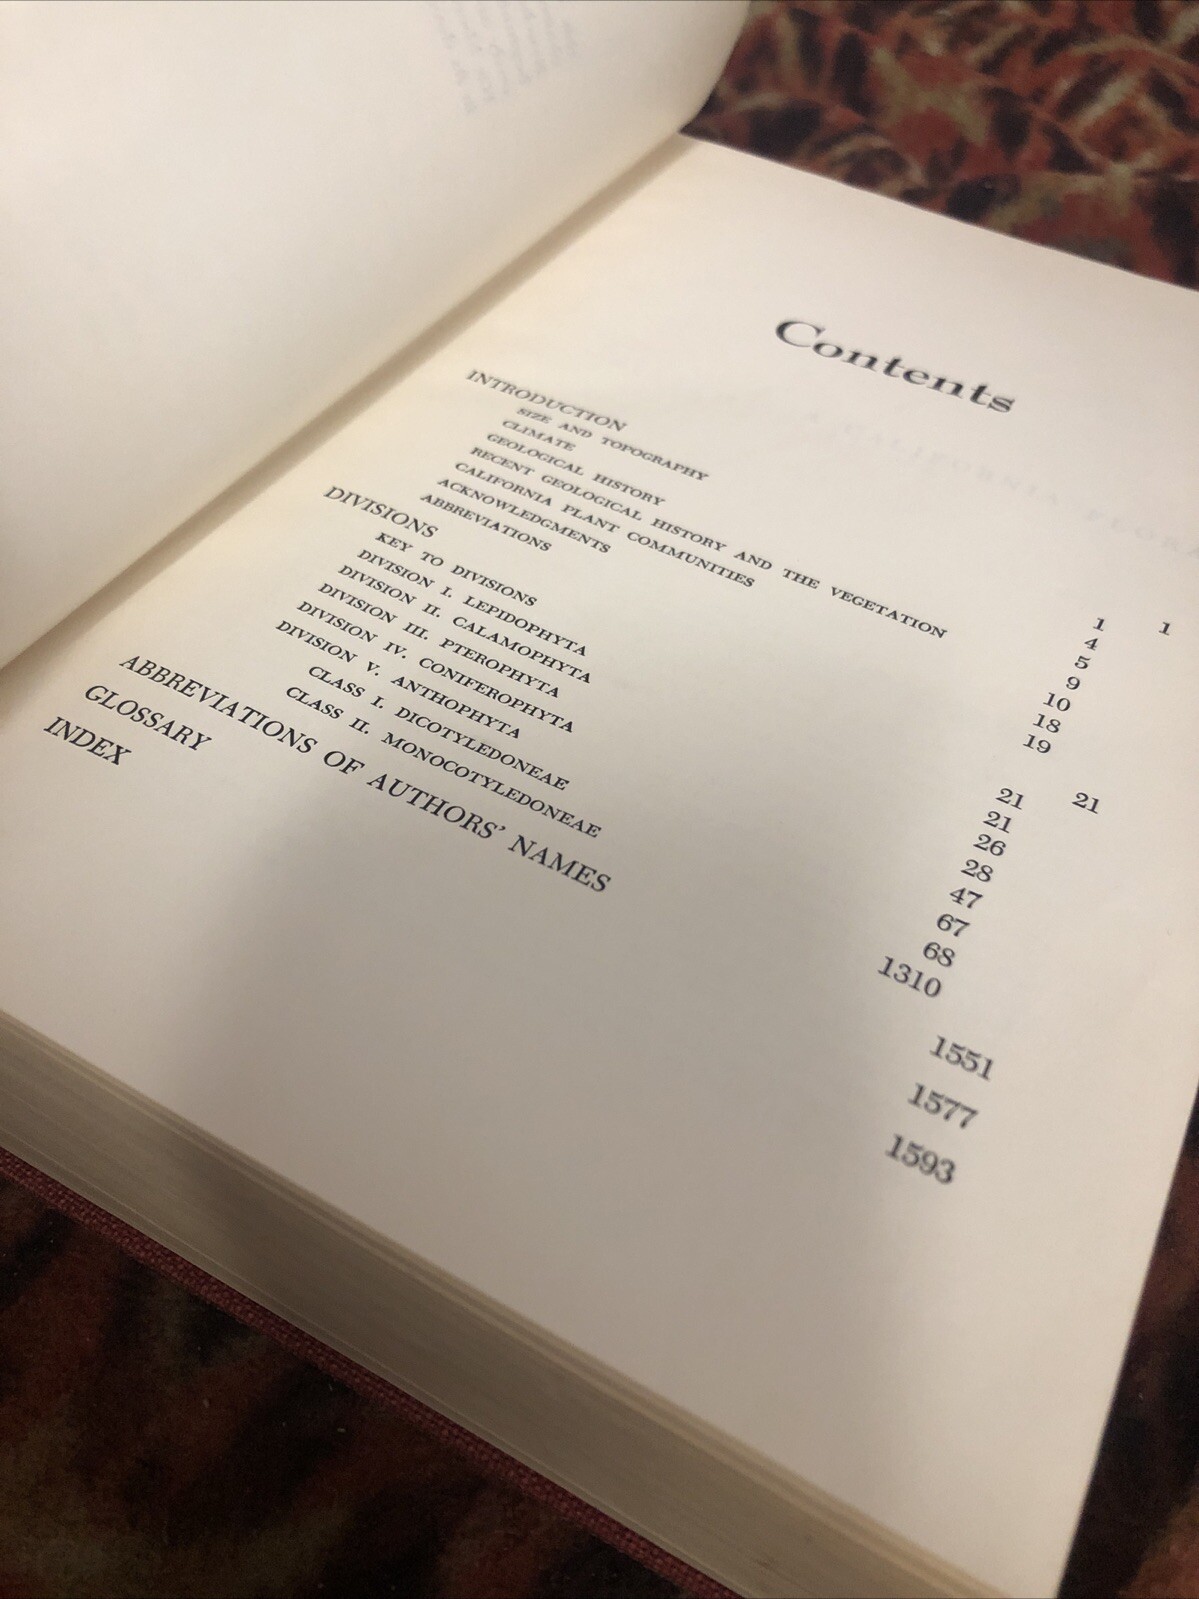 Contents
INTRODUCTION 1
SIZE AND TOPOGRAPHY 1
CLIMATE 4
GEOLOGICAL HISTORY 5
RECENT GEOLOGICAL HISTORY AND THE VEGETATION 9
CALIFORNIA PLANT COMMUNITIES 10
ACKNOWLEDGMENTS 18
ABBREVIATIONS 19
DIVISIONS 21
KEY TO DIVISIONS 21
DIVISION I. LEPIDOPHYTA 21
DIVISION II. CALAMOPHYTA 26
DIVISION III. PTEROPHYTA 28
DIVISION IV. CONIFEROPHYTA 47
DIVISION V. ANTHOPHYTA 67
CLASS I. DICOTYLEDONEAE 68
CLASS II. MONOCOTYLEDONEAE 1310
ABBREVIATIONS OF AUTHORS' NAMES 1551
GLOSSARY 1577
INDEX 1593